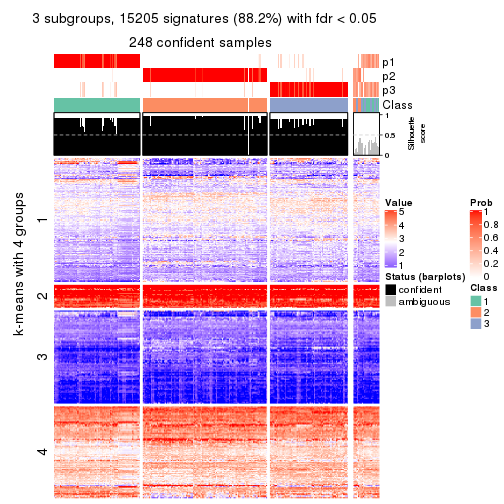 3 subgroups, 15205 signatures (88.2%) with fdr < 0.05
248 confident samples
p1
p2
p3
Class
1
0.5
0
Silhouette
score
k-means with 4 groups
1
2
3
4
Value
5
4
3
2
1
Status (barplots)
confident
ambiguous
Prob
1
0.8
0.6
0.4
0.2
0
Class
1
2
3